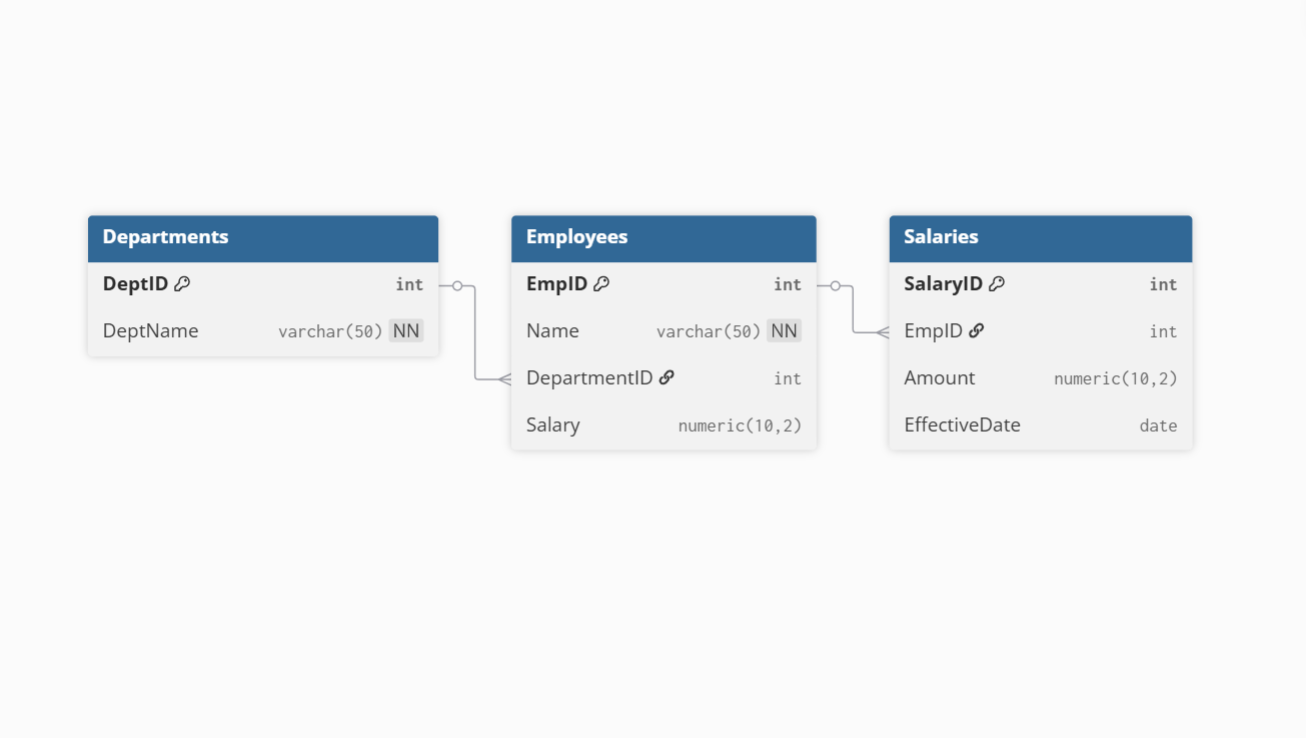 Departments
DeptID int
DeptName varchar(50) NN
Employees
EmpID int
Name varchar(50) NN
DepartmentID int
Salary numeric(10,2)
Salaries
SalaryID int
EmpID int
Amount numeric(10,2)
EffectiveDate date